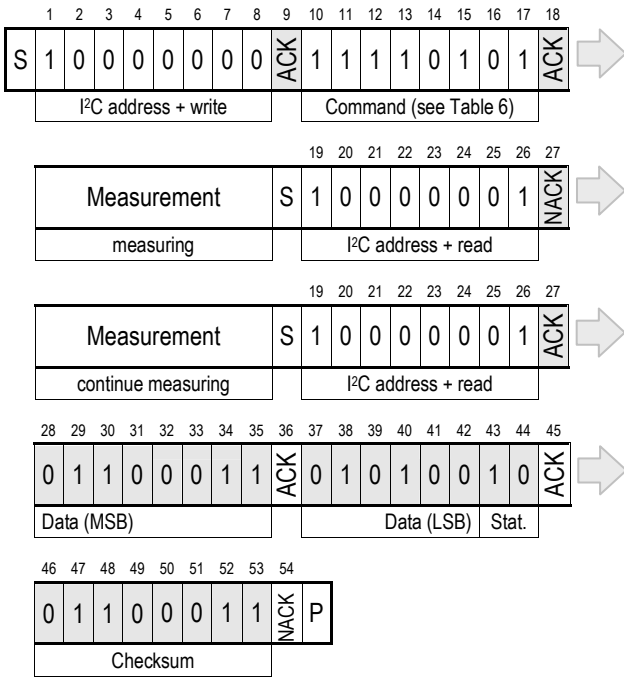 1 2 3 4 5 6 7 8 9 10 11 12 13 14 15 16 17 18
S 1 0 0 0 0 0 0 0 ACK 1 1 1 1 0 1 0 1 ACK
I²C address + write Command (see Table 6)
19 20 21 22 23 24 25 26 27
Measurement S 1 0 0 0 0 0 0 1 NACK
measuring I²C address + read
19 20 21 22 23 24 25 26 27
Measurement S 1 0 0 0 0 0 0 1 ACK
continue measuring I²C address + read
28 29 30 31 32 33 34 35 36 37 38 39 40 41 42 43 44 45
0 1 1 0 0 0 1 1 ACK 0 1 0 1 0 0 1 0 ACK
Data (MSB) Data (LSB) Stat.
46 47 48 49 50 51 52 53 54
0 1 1 0 0 0 1 1 NACK P
Checksum